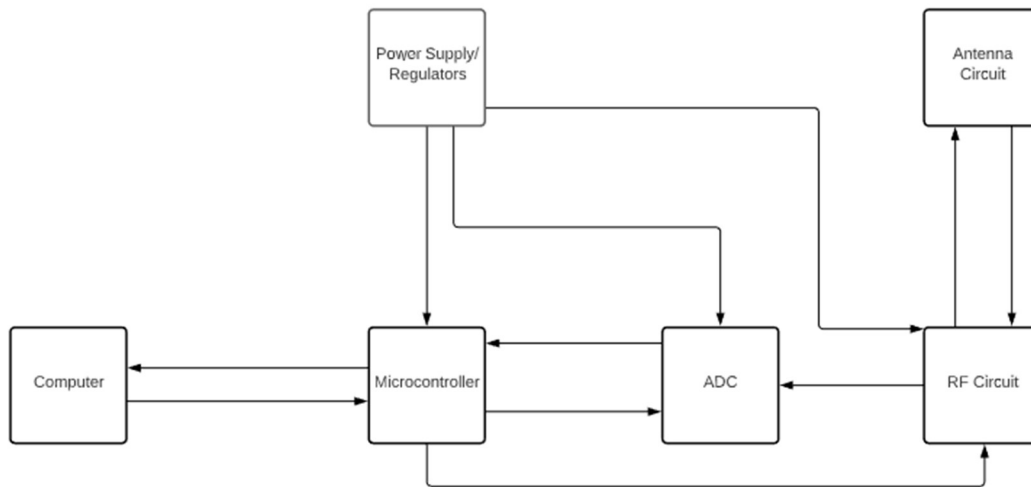 Power Supply/
Regulators
Antenna
Circuit
Computer
Microcontroller
ADC
RF Circuit